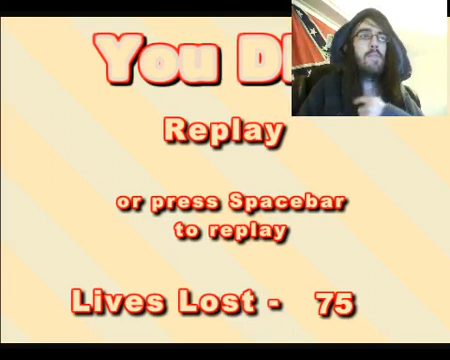 You D
Replay
or press Spacebar
to replay
Lives Lost - 75